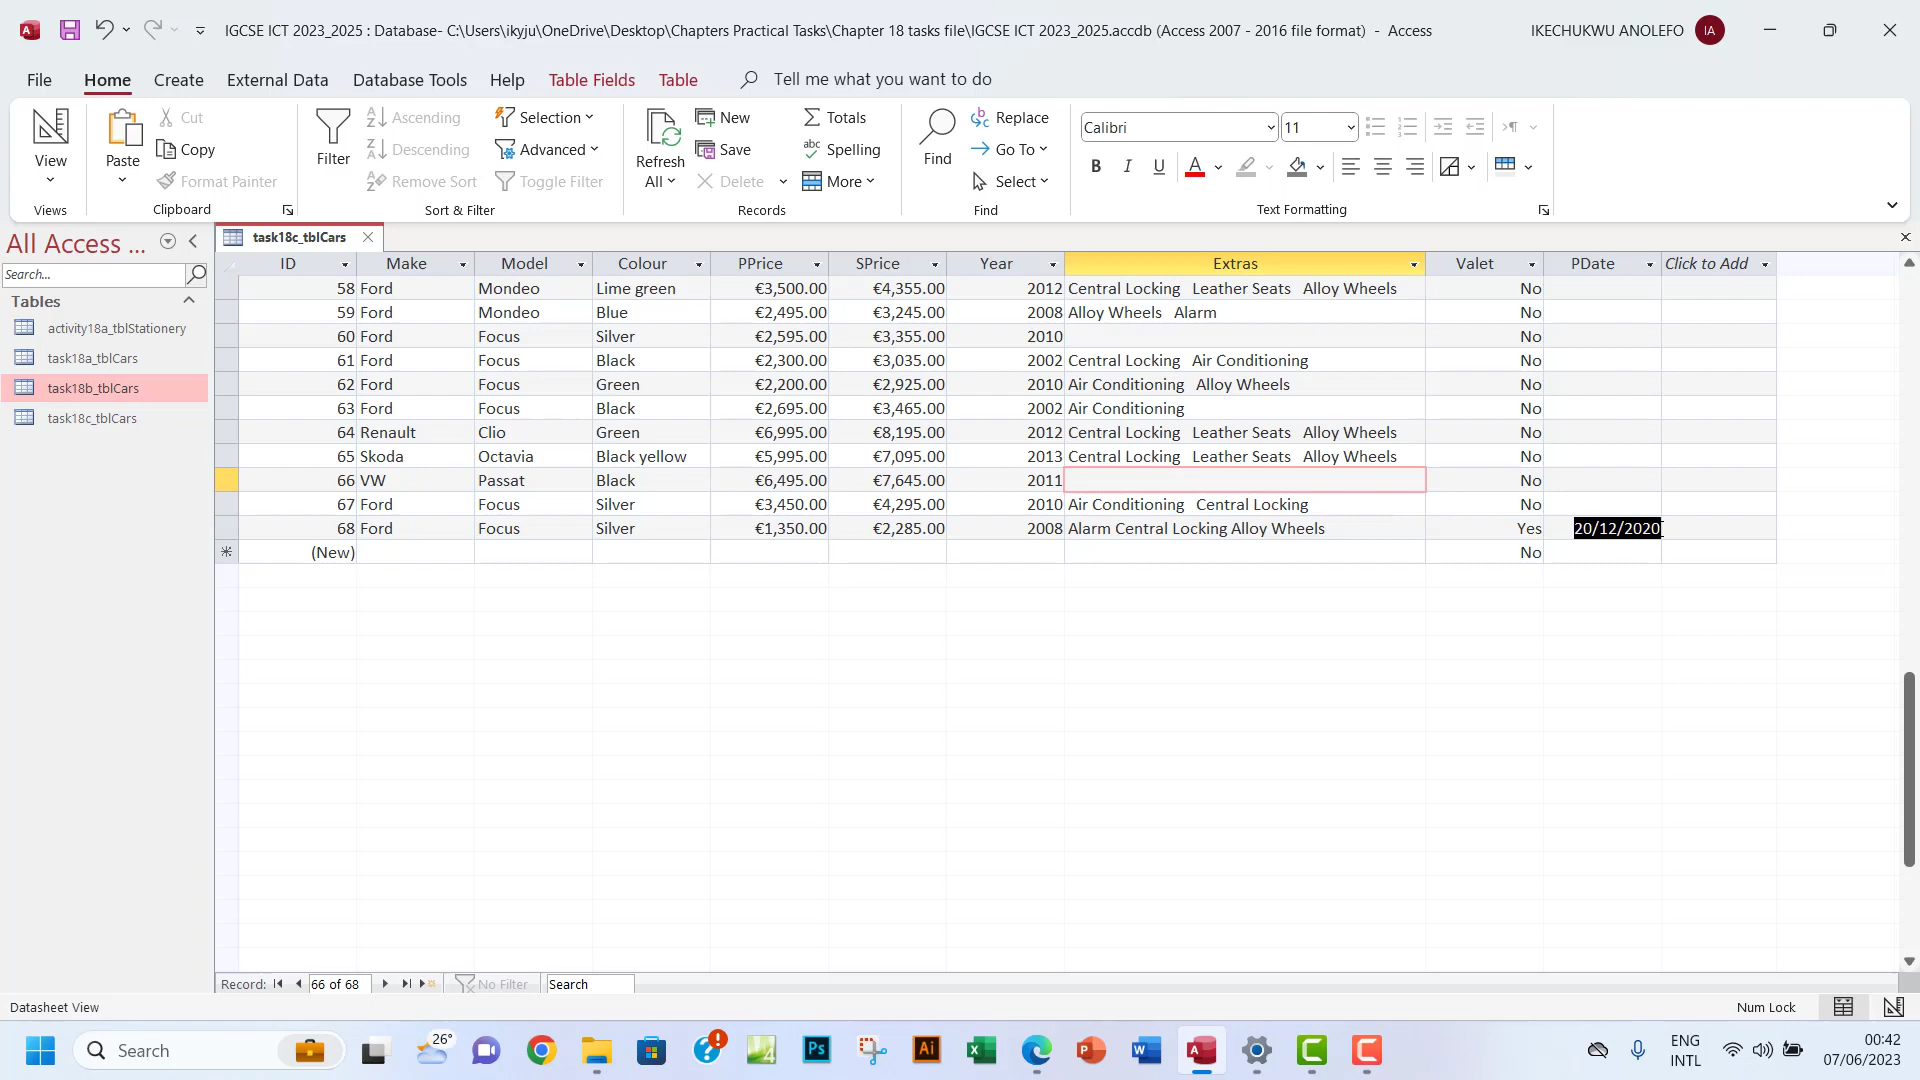 IGCSE ICT 2023_2025 : Database- C:\Users\ikyju\OneDrive\Desktop\Chapters Practical Tasks\Chapter 18 tasks file\IGCSE ICT 2023_2025.accdb (Access 2007 - 2016 file format) - Access
IKECHUKWU ANOLEFO IA
File Home Create External Data Database Tools Help Table Fields Table Tell me what you want to do
View Paste Cut Copy Format Painter
Filter Ascending Descending Remove Sort Selection Advanced Toggle Filter
Refresh All New Save Delete Totals Spelling More
Find Replace Go To Select
Calibri 11
B I U A
Views Clipboard Sort & Filter Records Find Text Formatting
All Access ...
Search...
Tables
activity18a_tblStationery
task18a_tblCars
task18b_tblCars
task18c_tblCars
task18c_tblCars
ID Make Model Colour PPrice SPrice Year Extras Valet PDate Click to Add
58 Ford Mondeo Lime green €3,500.00 €4,355.00 2012 Central Locking Leather Seats Alloy Wheels No
59 Ford Mondeo Blue €2,495.00 €3,245.00 2008 Alloy Wheels Alarm No
60 Ford Focus Silver €2,595.00 €3,355.00 2010 No
61 Ford Focus Black €2,300.00 €3,035.00 2002 Central Locking Air Conditioning No
62 Ford Focus Green €2,200.00 €2,925.00 2010 Air Conditioning Alloy Wheels No
63 Ford Focus Black €2,695.00 €3,465.00 2002 Air Conditioning No
64 Renault Clio Green €6,995.00 €8,195.00 2012 Central Locking Leather Seats Alloy Wheels No
65 Skoda Octavia Black yellow €5,995.00 €7,095.00 2013 Central Locking Leather Seats Alloy Wheels No
66 VW Passat Black €6,495.00 €7,645.00 2011 No
67 Ford Focus Silver €3,450.00 €4,295.00 2010 Air Conditioning Central Locking No
68 Ford Focus Silver €1,350.00 €2,285.00 2008 Alarm Central Locking Alloy Wheels Yes 20/12/2020
(New) No
Record: 66 of 68 No Filter Search
Datasheet View Num Lock
Search 26° Ps Ai ENG INTL 00:42 07/06/2023